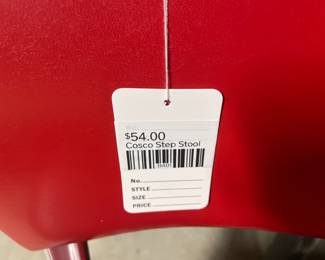 $54.00
Cosco Step Stool
No.
STYLE
SIZE
PRICE